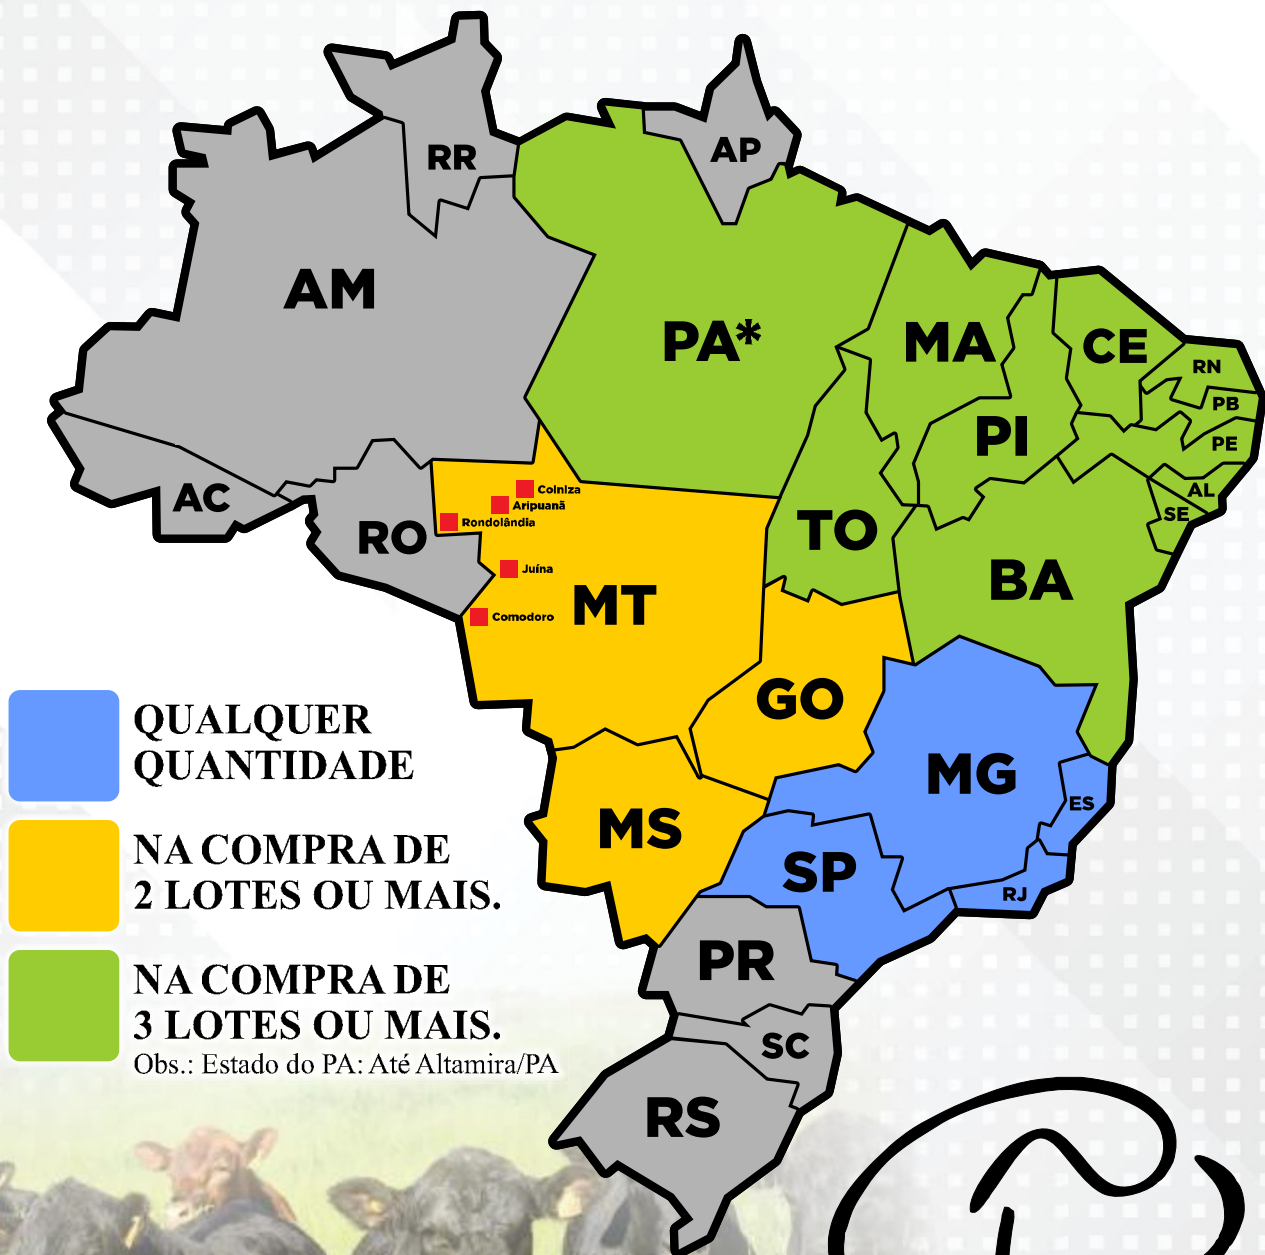 RR
AP
AM
PA*
MA
CE
RN
PB
PI
PE
AL
SE
AC
RO
Colniza
Aripuanã
Rondolândia
Juína
Comodoro
MT
TO
BA
GO
MG
ES
MS
SP
RJ
PR
SC
RS
QUALQUER
QUANTIDADE
NA COMPRA DE
2 LOTES OU MAIS.
NA COMPRA DE
3 LOTES OU MAIS.
Obs.: Estado do PA: Até Altamira/PA